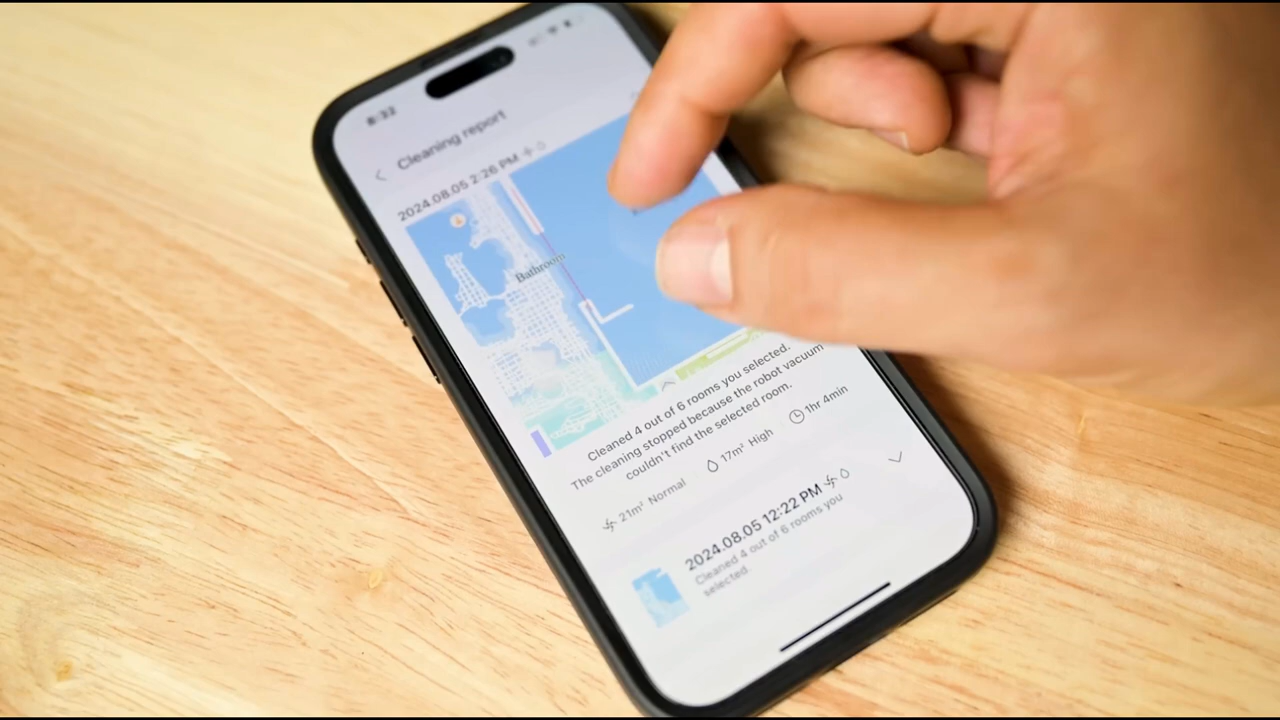 8:32
Cleaning report
2024.08.05 2:26 PM
Bathroom
Cleaned 4 out of 6 rooms you selected.
The cleaning stopped because the robot vacuum
couldn't find the selected room.
21m² Normal
17m² High
1hr 4min
2024.08.05 12:22 PM
Cleaned 4 out of 6 rooms you
selected